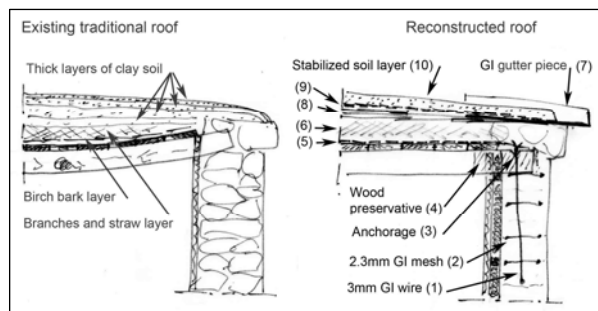 Existing traditional roof
Thick layers of clay soil
Birch bark layer
Branches and straw layer
Reconstructed roof
Stabilized soil layer (10)
GI gutter piece (7)
(9)
(8)
(6)
(5)
Wood
preservative (4)
Anchorage (3)
2.3mm GI mesh (2)
3mm GI wire (1)